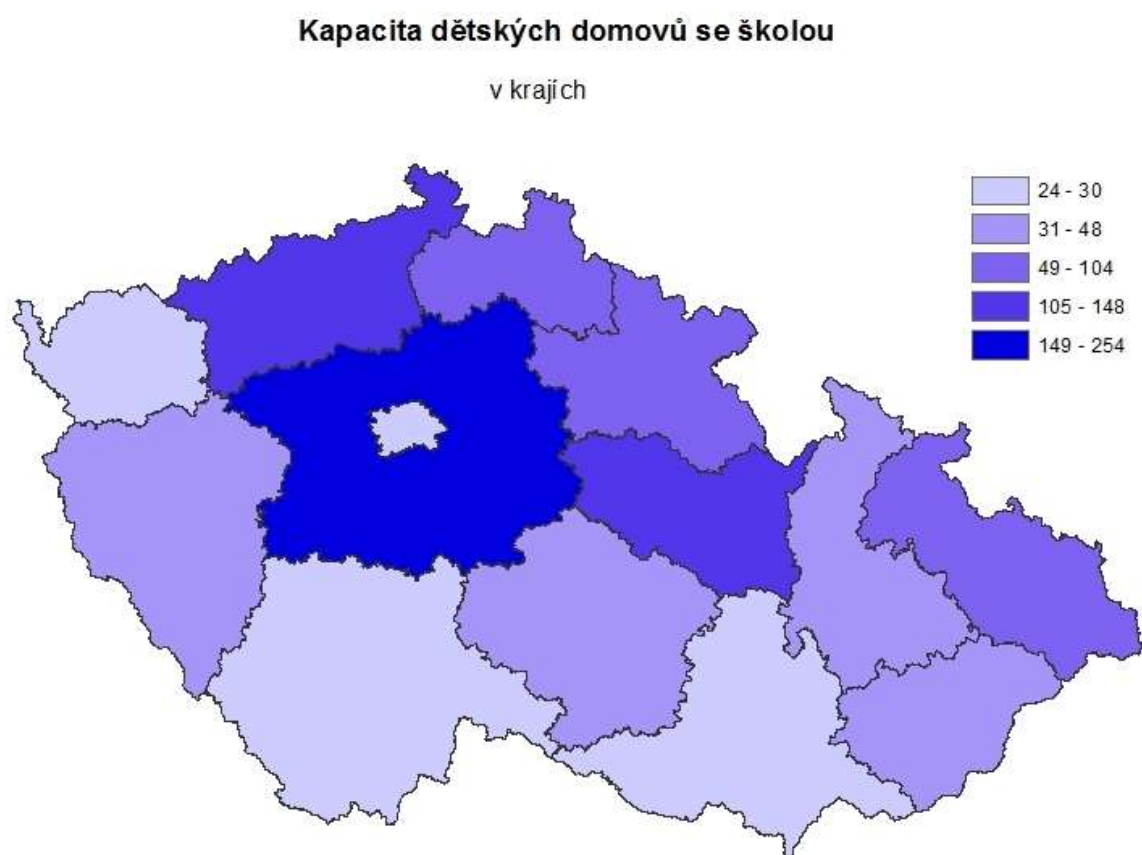 Kapacita dětských domovů se školou
v krajích
24 - 30
31 - 48
49 - 104
105 - 148
149 - 254